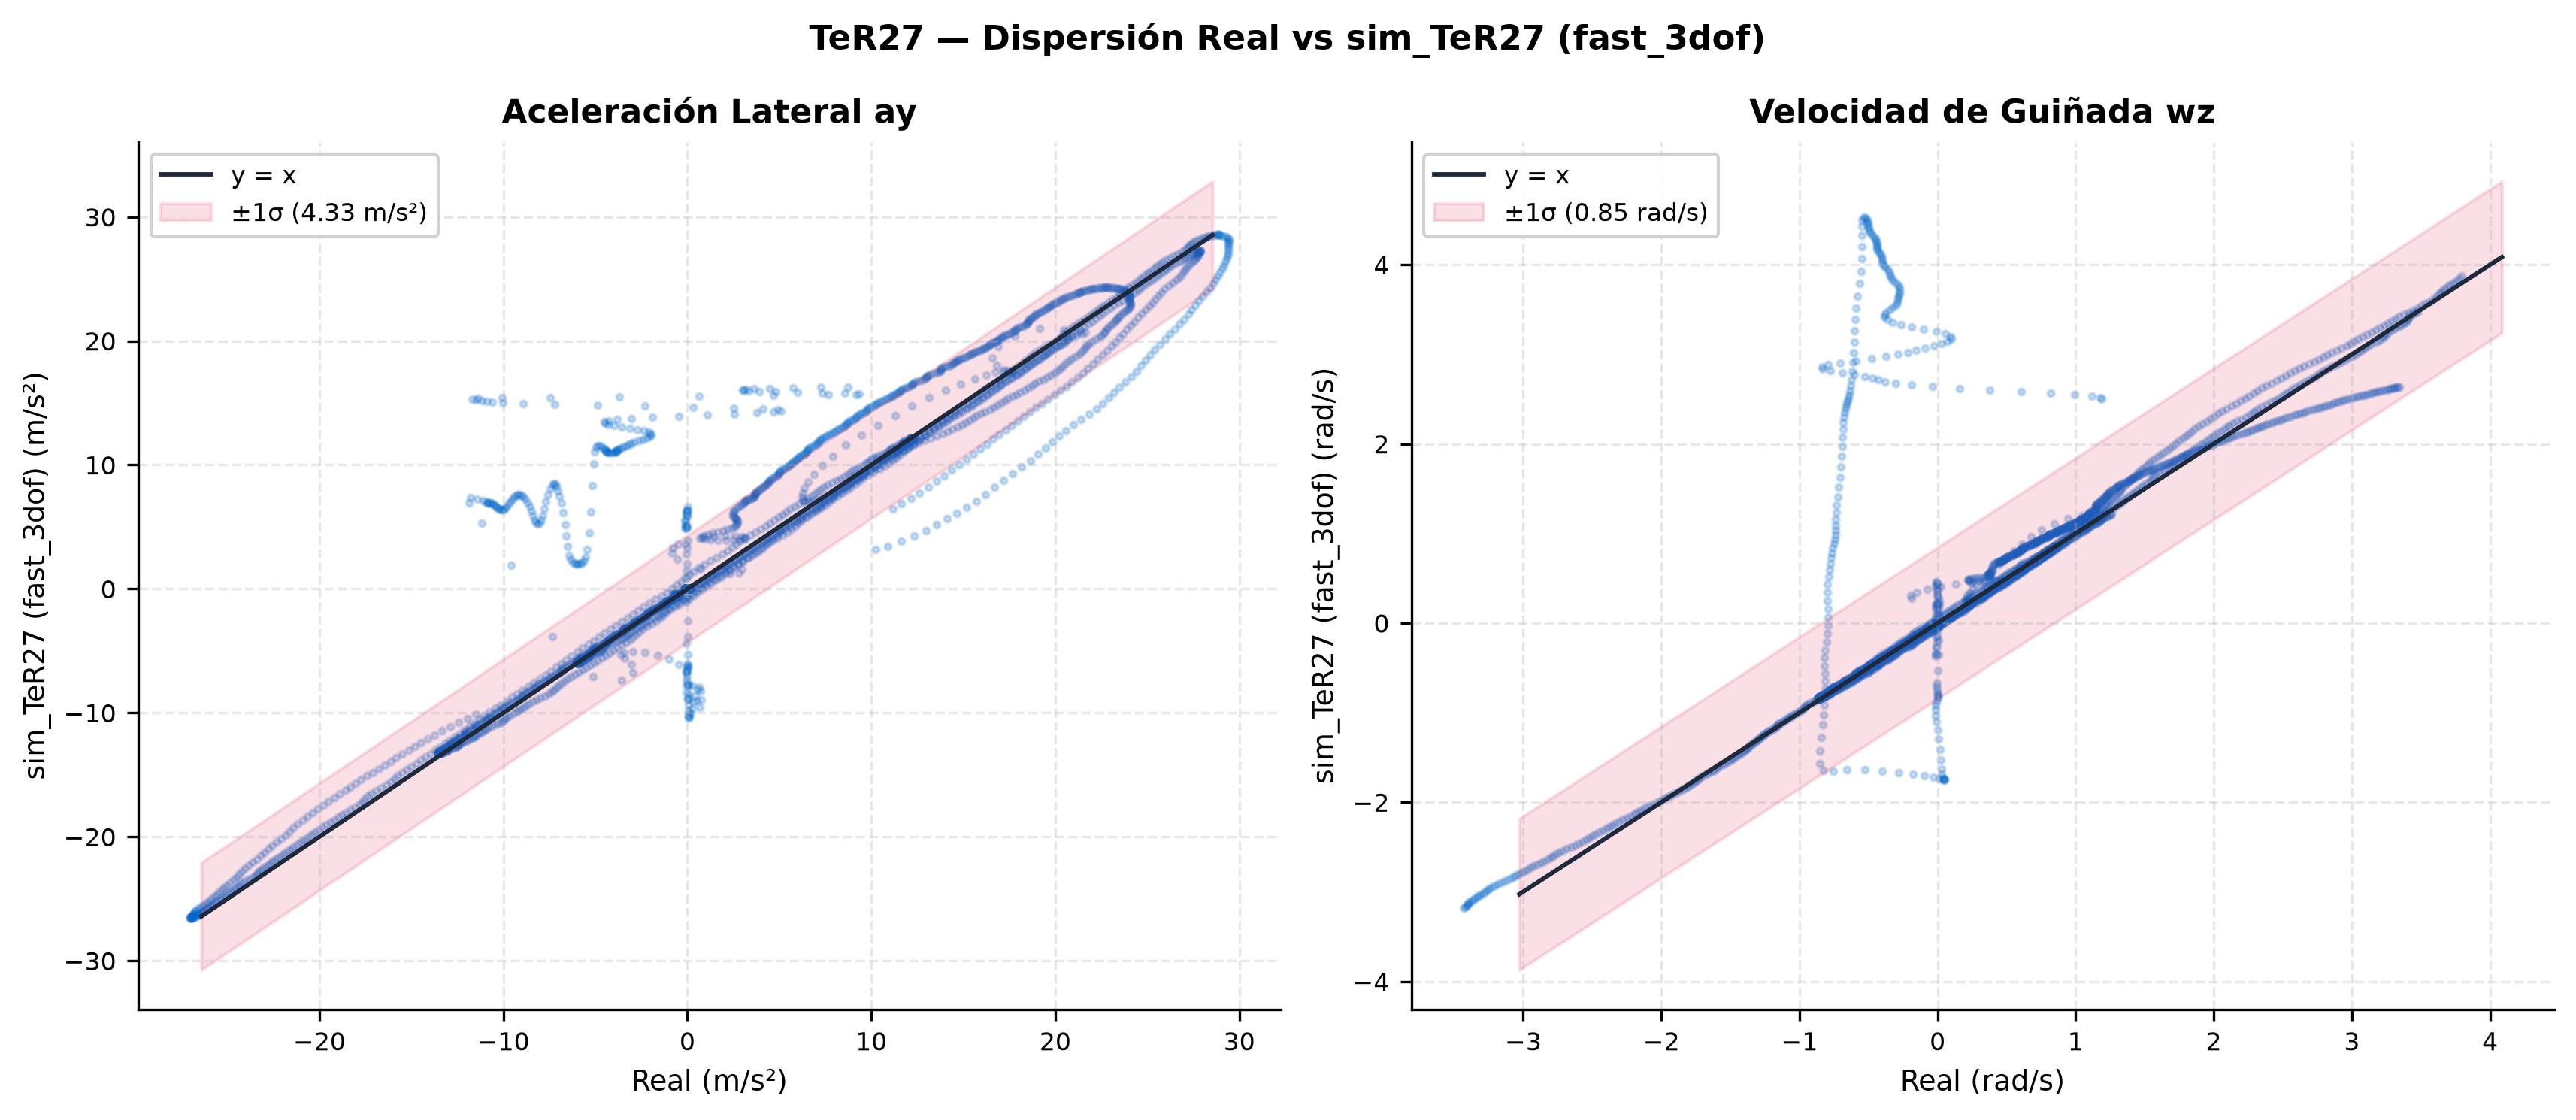 TeR27 — Dispersión Real vs sim_TeR27 (fast_3dof)
Aceleración Lateral ay
y = x
±1σ (4.33 m/s²)
sim_TeR27 (fast_3dof) (m/s²)
30
20
10
0
−10
−20
−30
−20
−10
0
10
20
30
Real (m/s²)
Velocidad de Guiñada wz
y = x
±1σ (0.85 rad/s)
sim_TeR27 (fast_3dof) (rad/s)
4
2
0
−2
−4
−3
−2
−1
0
1
2
3
4
Real (rad/s)